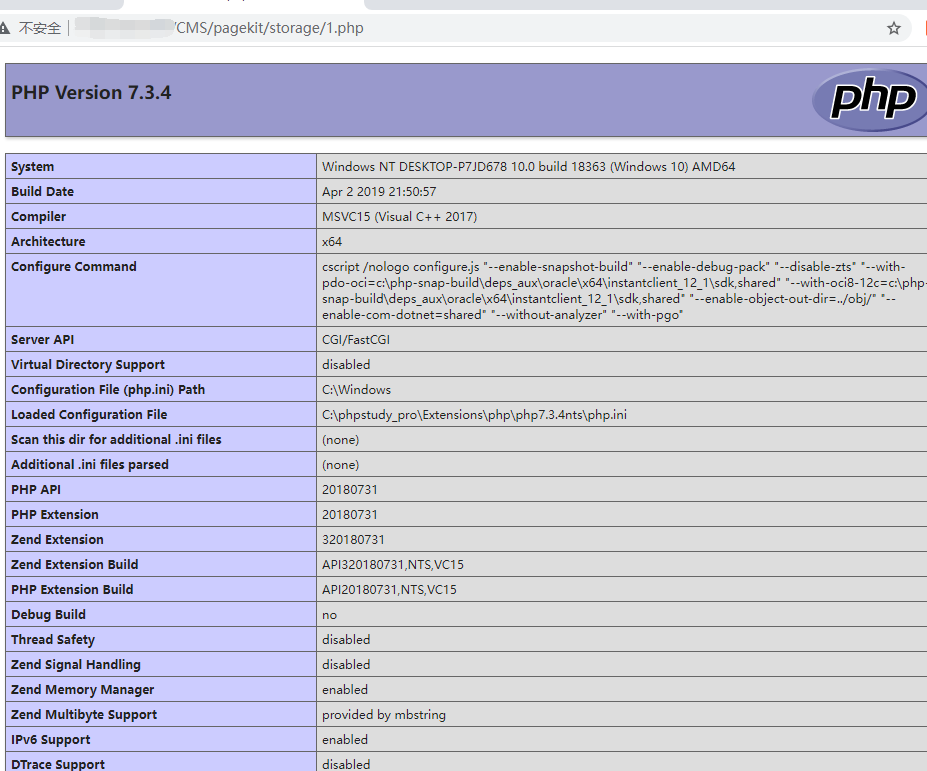 不安全 /CMS/pagekit/storage/1.php
PHP Version 7.3.4
php
System Windows NT DESKTOP-P7JD678 10.0 build 18363 (Windows 10) AMD64
Build Date Apr 2 2019 21:50:57
Compiler MSVC15 (Visual C++ 2017)
Architecture x64
Configure Command cscript /nologo configure.js "--enable-snapshot-build" "--enable-debug-pack" "--disable-zts" "--with-
pdo-oci=c:\php-snap-build\deps_aux\oracle\x64\instantclient_12_1\sdk,shared" "--with-oci8-12c=c:\php-
snap-build\deps_aux\oracle\x64\instantclient_12_1\sdk,shared" "--enable-object-out-dir=../obj/" "--
enable-com-dotnet=shared" "--without-analyzer" "--with-pgo"
Server API CGI/FastCGI
Virtual Directory Support disabled
Configuration File (php.ini) Path C:\Windows
Loaded Configuration File C:\phpstudy_pro\Extensions\php\php7.3.4nts\php.ini
Scan this dir for additional .ini files (none)
Additional .ini files parsed (none)
PHP API 20180731
PHP Extension 20180731
Zend Extension 320180731
Zend Extension Build API320180731,NTS,VC15
PHP Extension Build API20180731,NTS,VC15
Debug Build no
Thread Safety disabled
Zend Signal Handling disabled
Zend Memory Manager enabled
Zend Multibyte Support provided by mbstring
IPv6 Support enabled
DTrace Support disabled